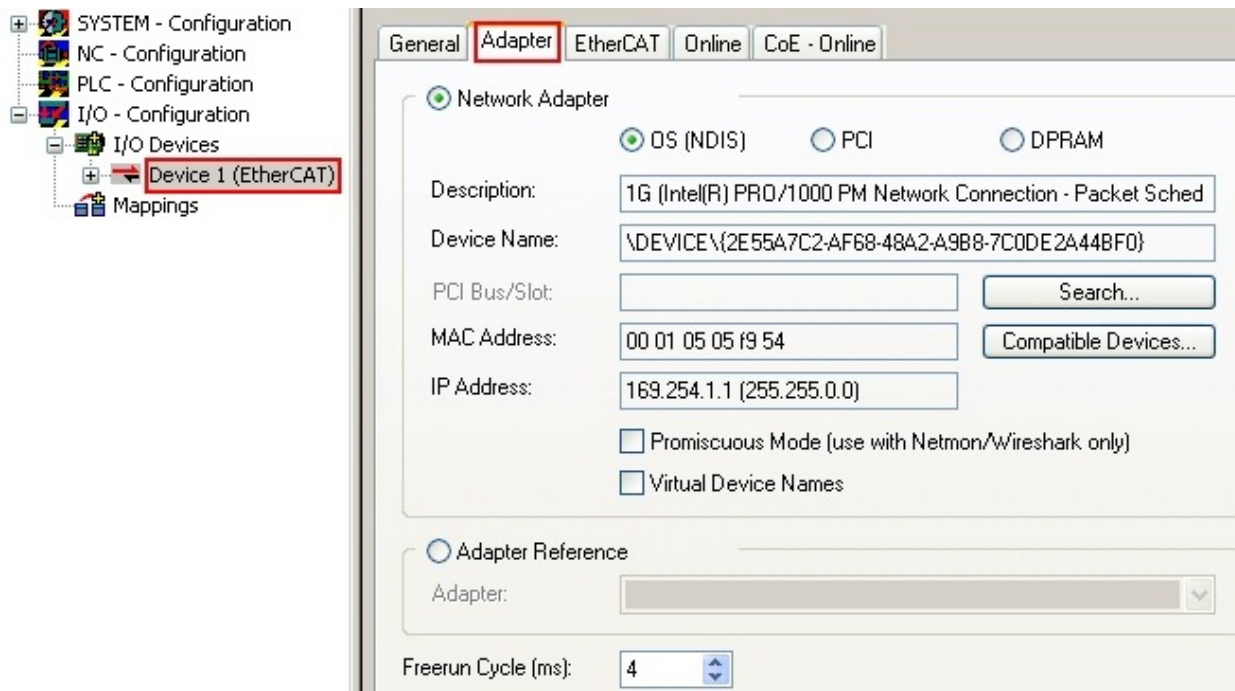 SYSTEM - Configuration
NC - Configuration
PLC - Configuration
I/O - Configuration
I/O Devices
Device 1 (EtherCAT)
Mappings
General
Adapter
EtherCAT
Online
CoE - Online
Network Adapter
OS (NDIS)
PCI
DPRAM
Description:
1G (Intel(R) PRO/1000 PM Network Connection - Packet Sched
Device Name:
\DEVICE\{2E55A7C2-AF68-48A2-A9B8-7C0DE2A44BF0}
PCI Bus/Slot:
Search...
MAC Address:
00 01 05 05 f9 54
Compatible Devices...
IP Address:
169.254.1.1 (255.255.0.0)
Promiscuous Mode (use with Netmon/Wireshark only)
Virtual Device Names
Adapter Reference
Adapter:
Freerun Cycle (ms):
4